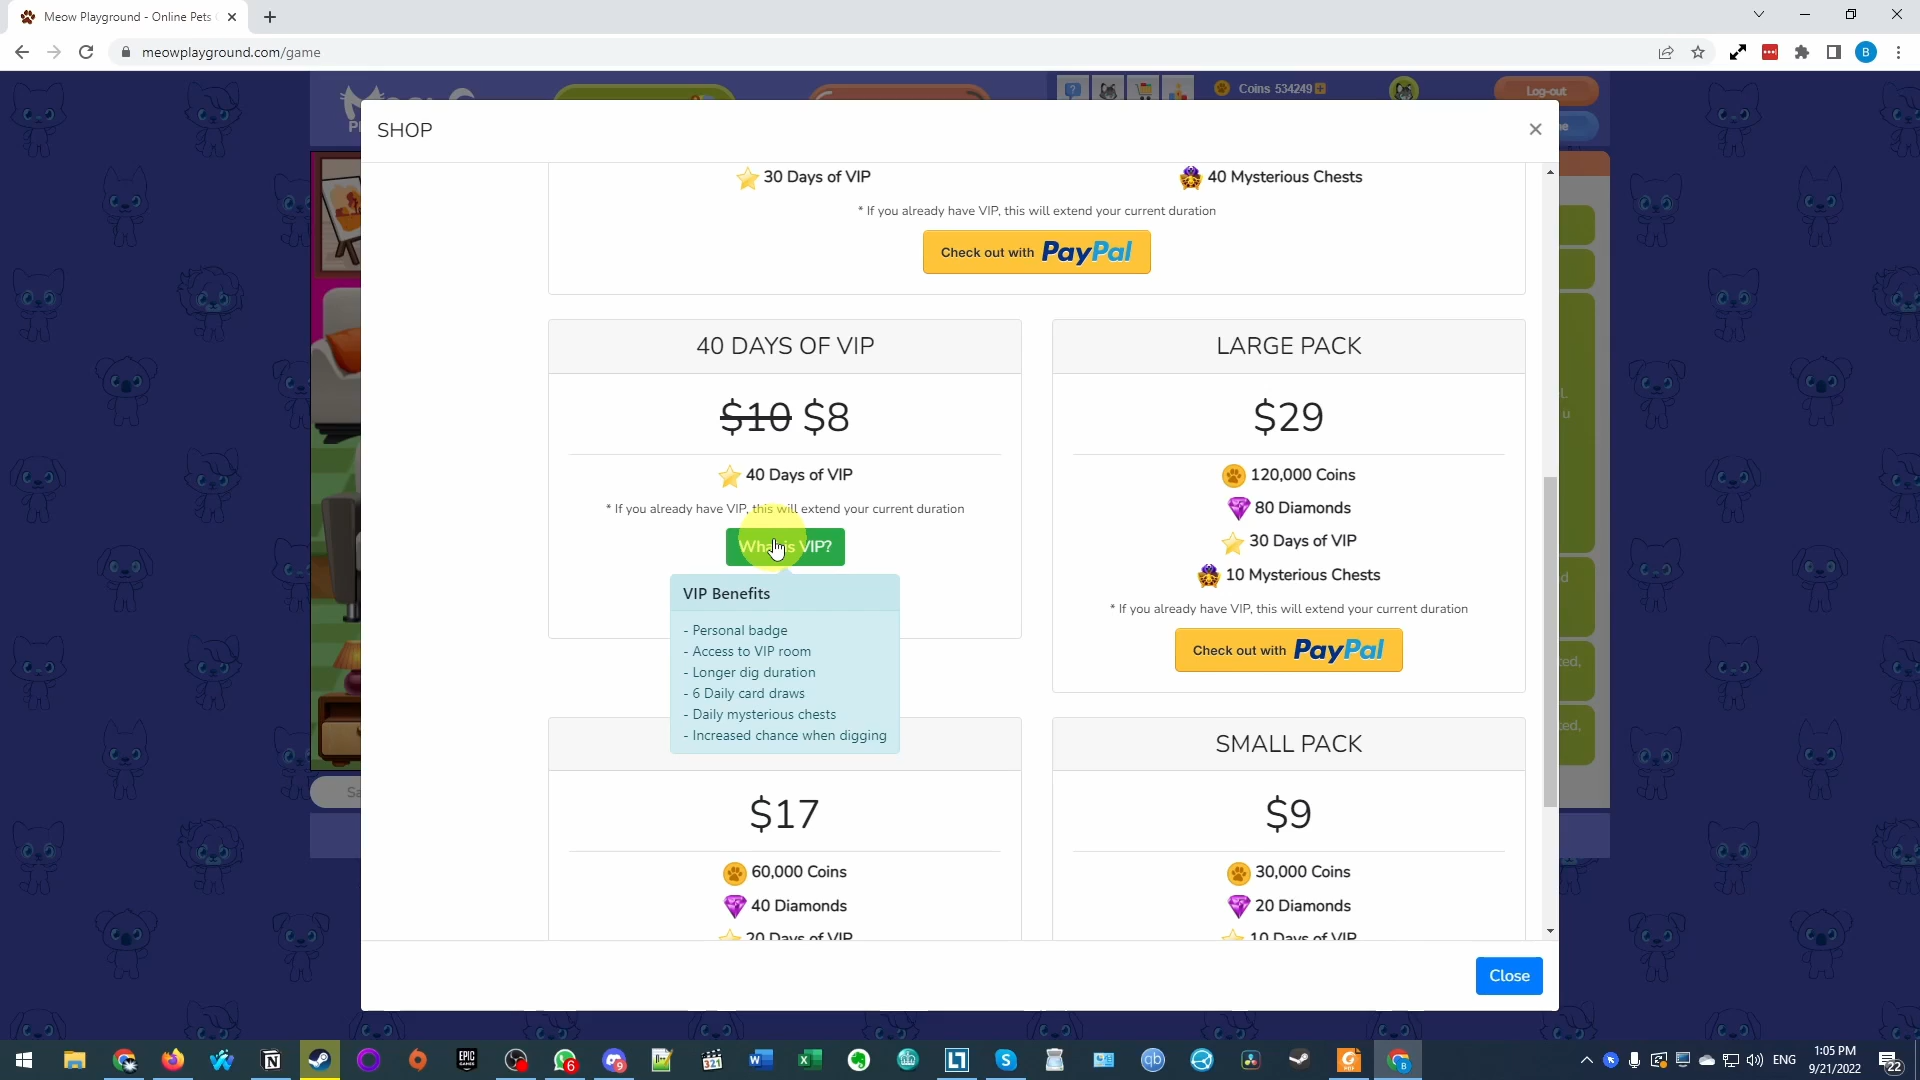 Meow Playground - Online Pets
meowplayground.com/game
B
Coins 534249
Log-out
SHOP
×
30 Days of VIP
40 Mysterious Chests
* If you already have VIP, this will extend your current duration
Check out with PayPal
40 DAYS OF VIP
$10 $8
40 Days of VIP
* If you already have VIP, this will extend your current duration
What is VIP?
VIP Benefits
- Personal badge
- Access to VIP room
- Longer dig duration
- 6 Daily card draws
- Daily mysterious chests
- Increased chance when digging
LARGE PACK
$29
120,000 Coins
80 Diamonds
30 Days of VIP
10 Mysterious Chests
* If you already have VIP, this will extend your current duration
Check out with PayPal
$17
60,000 Coins
40 Diamonds
20 Days of VIP
SMALL PACK
$9
30,000 Coins
20 Diamonds
10 Days of VIP
Close
ENG
1:05 PM
9/21/2022
22